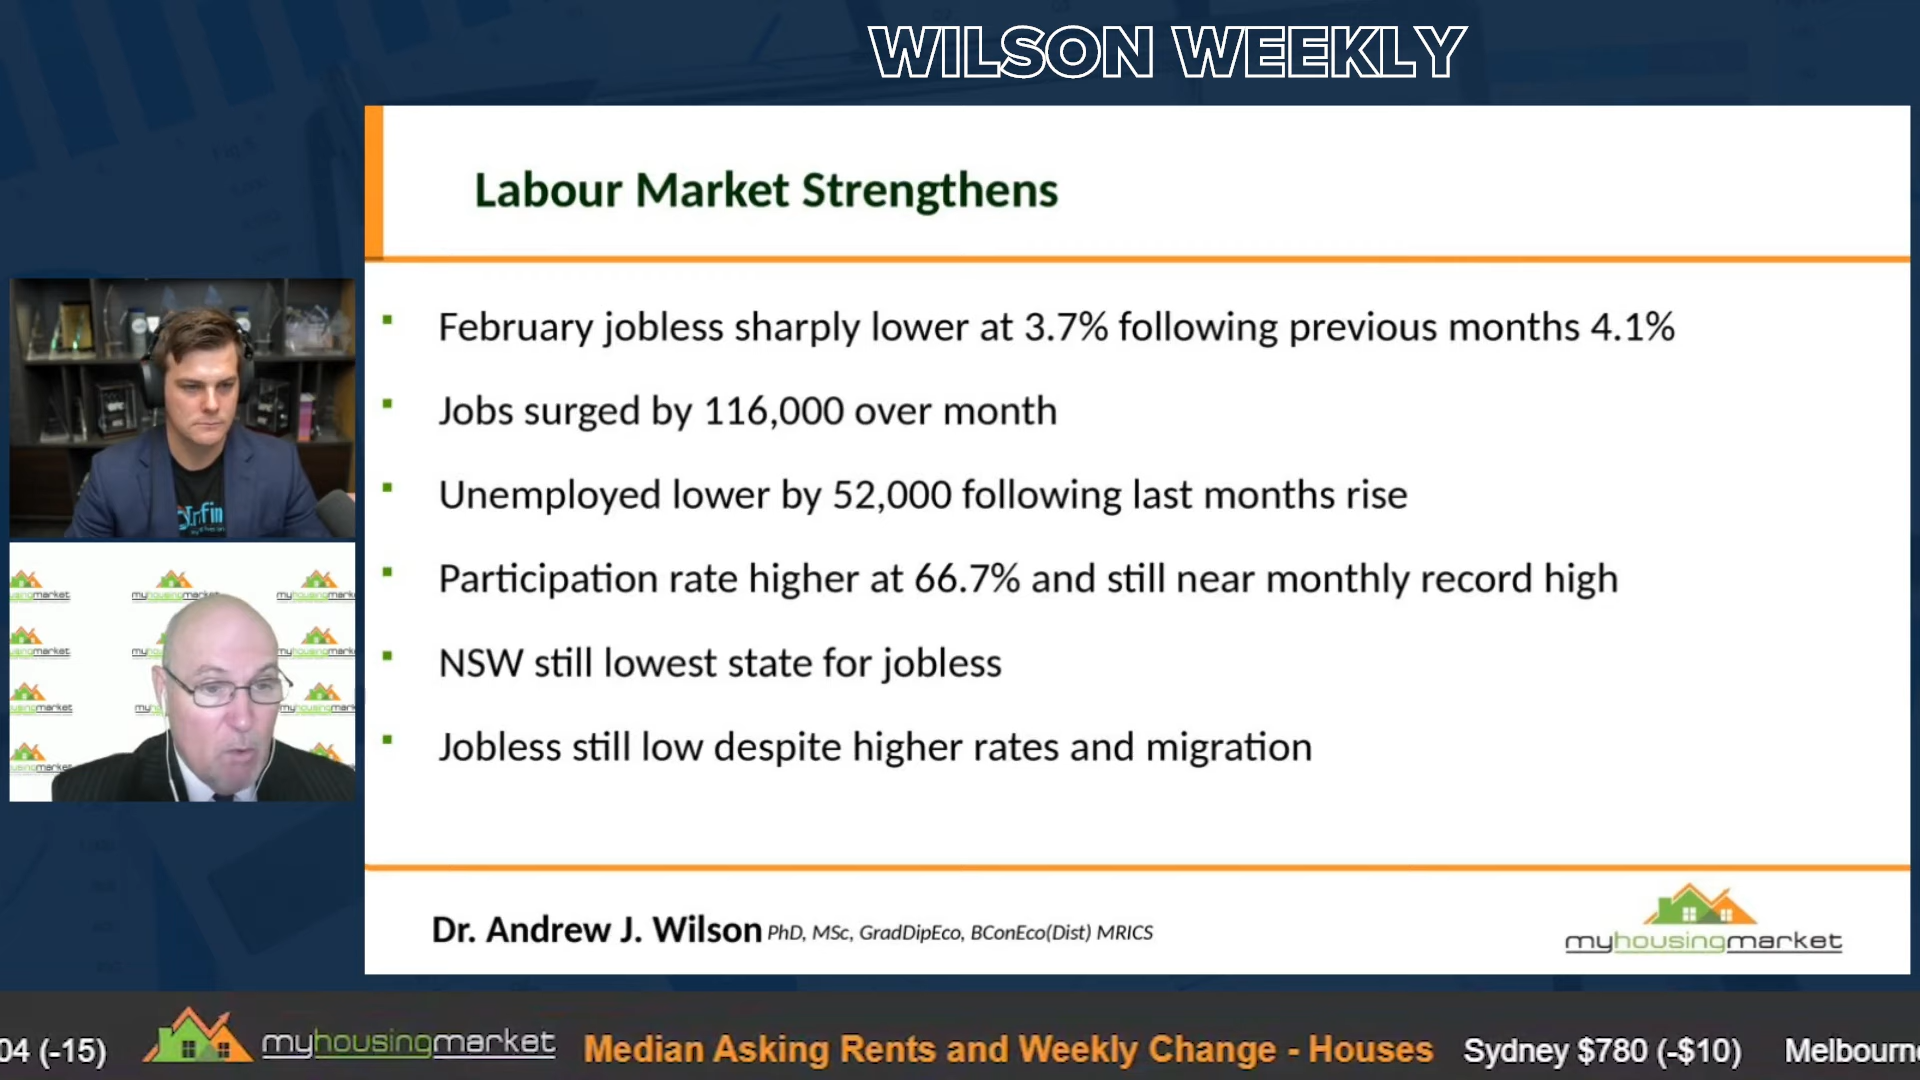 WILSON WEEKLY
Labour Market Strengthens
February jobless sharply lower at 3.7% following previous months 4.1%
Jobs surged by 116,000 over month
Unemployed lower by 52,000 following last months rise
Participation rate higher at 66.7% and still near monthly record high
NSW still lowest state for jobless
Jobless still low despite higher rates and migration
Dr. Andrew J. Wilson PhD, MSc, GradDipEco, BConEco(Dist) MRICS
myhousingmarket
04 (-15) myhousingmarket Median Asking Rents and Weekly Change - Houses Sydney $780 (-$10) Melbourne